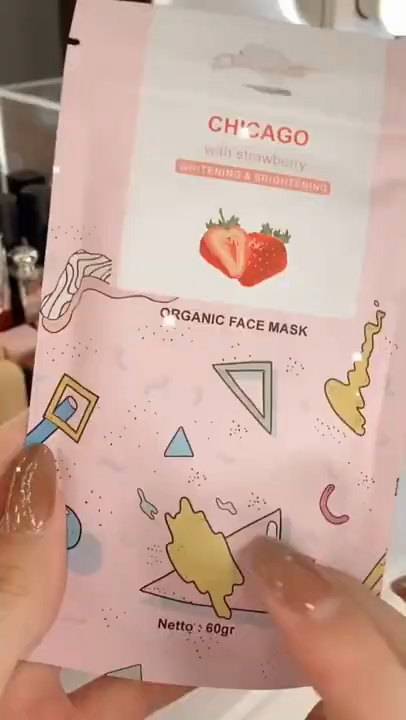 CHICAGO
with strawberry
WHITENING & BRIGHTENING
ORGANIC FACE MASK
Netto : 60gr